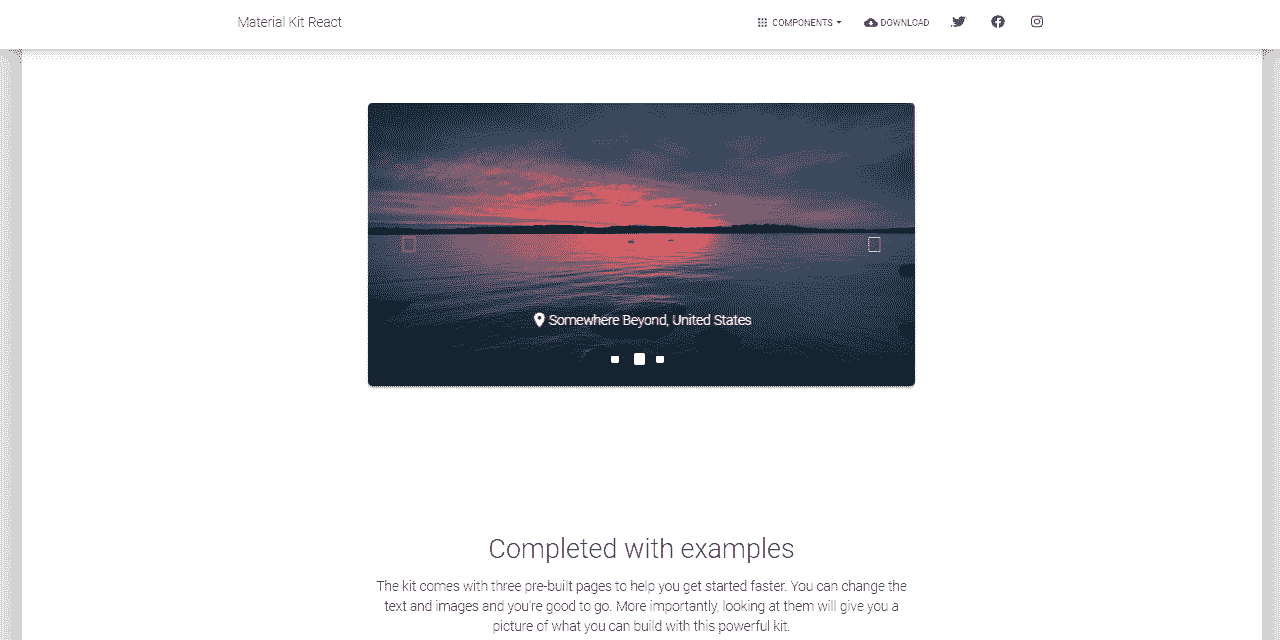 Material Kit React
COMPONENTS
DOWNLOAD
Somewhere Beyond, United States
Completed with examples
The kit comes with three pre-built pages to help you get started faster. You can change the
text and images and you're good to go. More importantly, looking at them will give you a
picture of what you can build with this powerful kit.